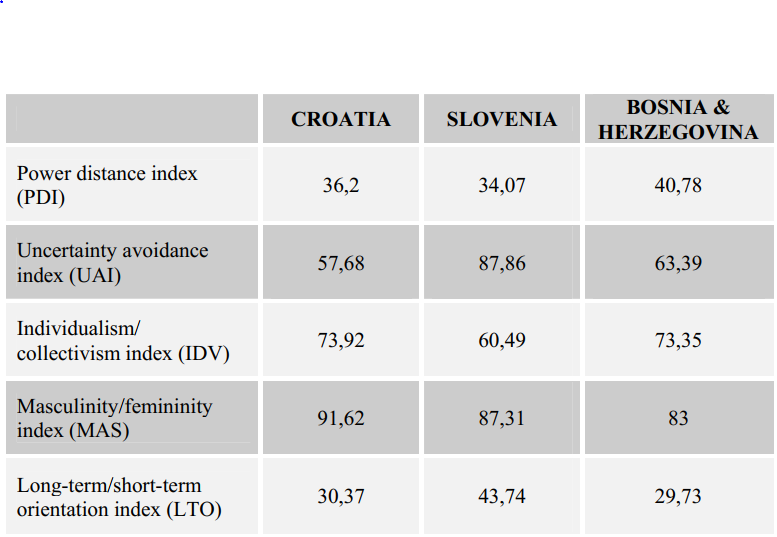 CROATIA SLOVENIA BOSNIA & HERZEGOVINA
Power distance index
(PDI) 36,2 34,07 40,78
Uncertainty avoidance
index (UAI) 57,68 87,86 63,39
Individualism/
collectivism index (IDV) 73,92 60,49 73,35
Masculinity/femininity
index (MAS) 91,62 87,31 83
Long-term/short-term
orientation index (LTO) 30,37 43,74 29,73